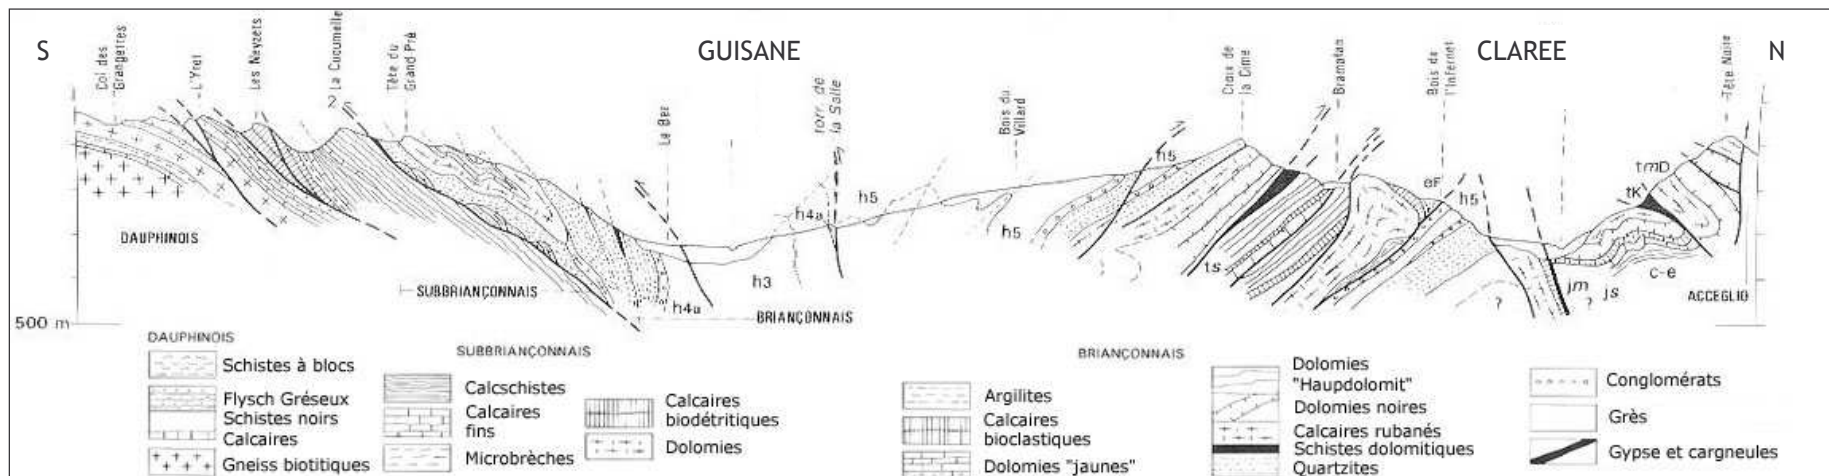 S
GUISANE
CLAREE
N
Col des
Grangettes
L'Yret
Les Neyzets
La Cucumelle
Tête du
Grand Pré
Le Bez
Torr. de
la Salle
Bois du
Villard
Croix de
la Cime
Bramafan
Bois de
l'Infernet
Tête Noire
2
h5
h4a
h5
h5
eF
h5
tmD
tK
h3
h4a
ts
?
jm
?
js
c-e
DAUPHINOIS
SUBBRIANÇONNAIS
BRIANÇONNAIS
ACCEGLIO
500 m
DAUPHINOIS
Schistes à blocs
Flysch Gréseux
Schistes noirs
Calcaires
Gneiss biotitiques
SUBBRIANÇONNAIS
Calcschistes
Calcaires
fins
Microbrèches
Calcaires
biodétritiques
Dolomies
BRIANÇONNAIS
Argilites
Calcaires
bioclastiques
Dolomies "jaunes"
Dolomies
"Haupdolomit"
Dolomies noires
Calcaires rubanés
Schistes dolomitiques
Quartzites
Conglomérats
Grès
Gypse et cargneules